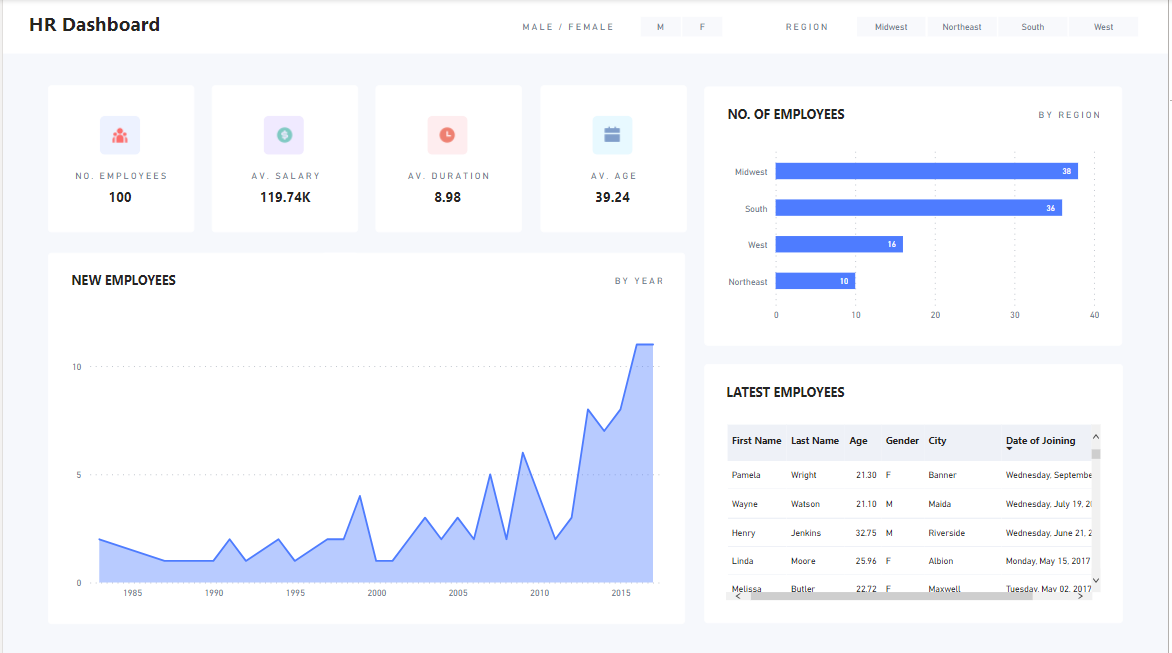 HR Dashboard
MALE / FEMALE
M
F
REGION
Midwest
Northeast
South
West
NO. EMPLOYEES
100
AV. SALARY
119.74K
AV. DURATION
8.98
AV. AGE
39.24
NO. OF EMPLOYEES
BY REGION
Midwest 38
South 36
West 16
Northeast 10
0 10 20 30 40
NEW EMPLOYEES
BY YEAR
10
5
0
1985 1990 1995 2000 2005 2010 2015
LATEST EMPLOYEES
First Name Last Name Age Gender City Date of Joining
Pamela Wright 21.30 F Banner Wednesday, Septembe
Wayne Watson 21.10 M Maida Wednesday, July 19, 2
Henry Jenkins 32.75 M Riverside Wednesday, June 21, 2
Linda Moore 25.96 F Albion Monday, May 15, 2017
Melissa Butler 22.72 F Maxwell Tuesday, May 02, 2017